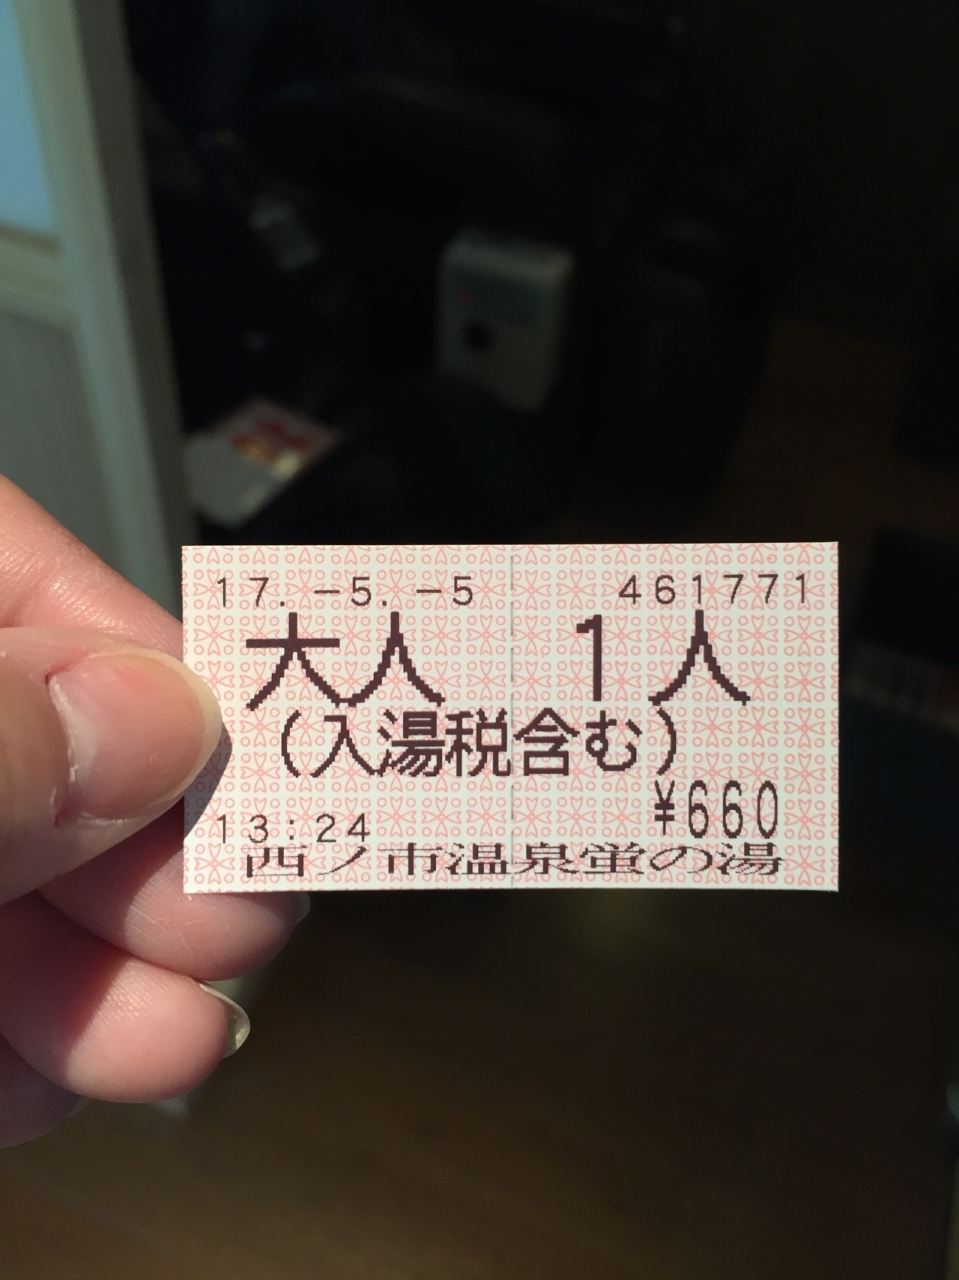 17. -5. -5 461771
大人 1人
(入湯税含む)
¥660
13:24
西ノ市温泉蛍の湯